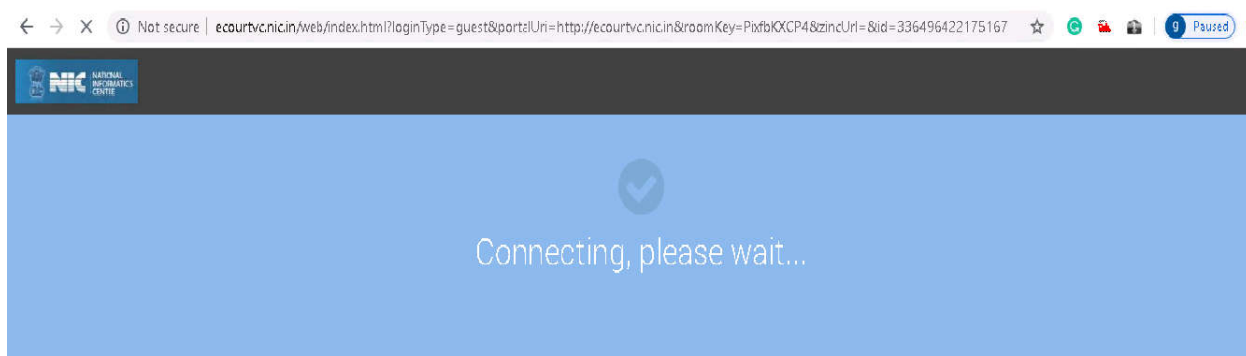 Not secure | ecourtvc.nic.in/web/index.html?loginType=guest&portalUri=http://ecourtvc.nic.in&roomKey=PixfbKXCP4&zincUrl=&id=336496422175167
g Paused
NIC
NATIONAL
INFORMATICS
CENTRE
Connecting, please wait...